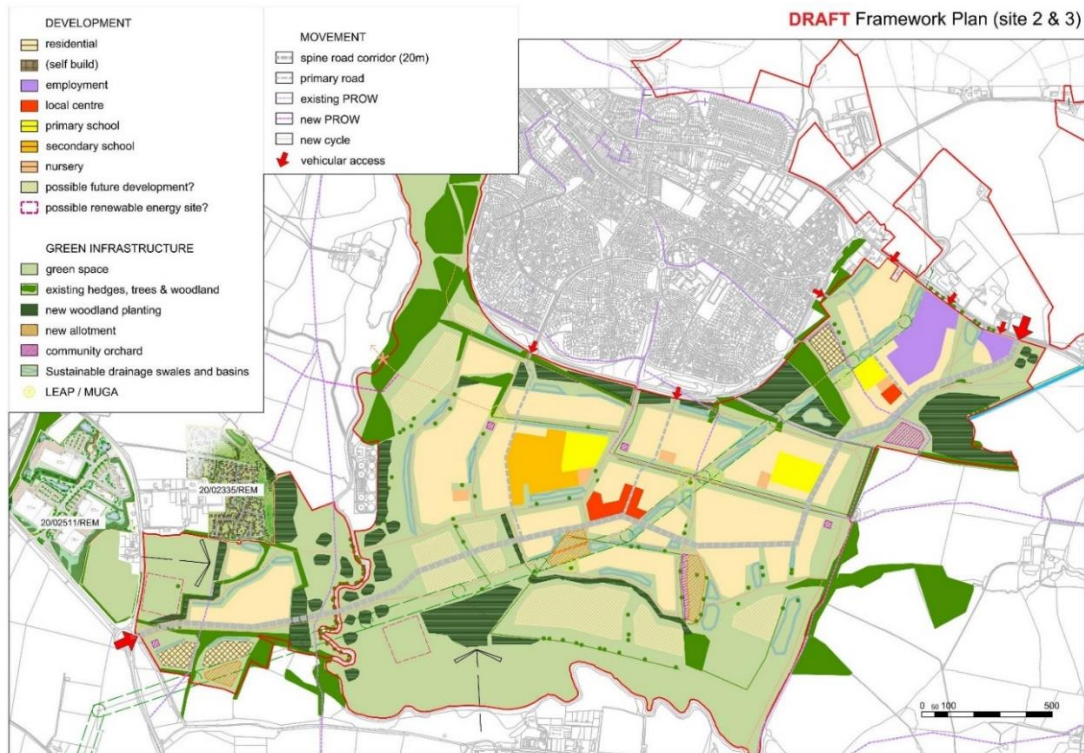 DRAFT Framework Plan (site 2 & 3)
DEVELOPMENT
residential
(self build)
employment
local centre
primary school
secondary school
nursery
possible future development?
possible renewable energy site?
GREEN INFRASTRUCTURE
green space
existing hedges, trees & woodland
new woodland planting
new allotment
community orchard
Sustainable drainage swales and basins
LEAP / MUGA
MOVEMENT
spine road corridor (20m)
primary road
existing PROW
new PROW
new cycle
vehicular access
20/02335/REM
20/02511/REM
0 50 100 500